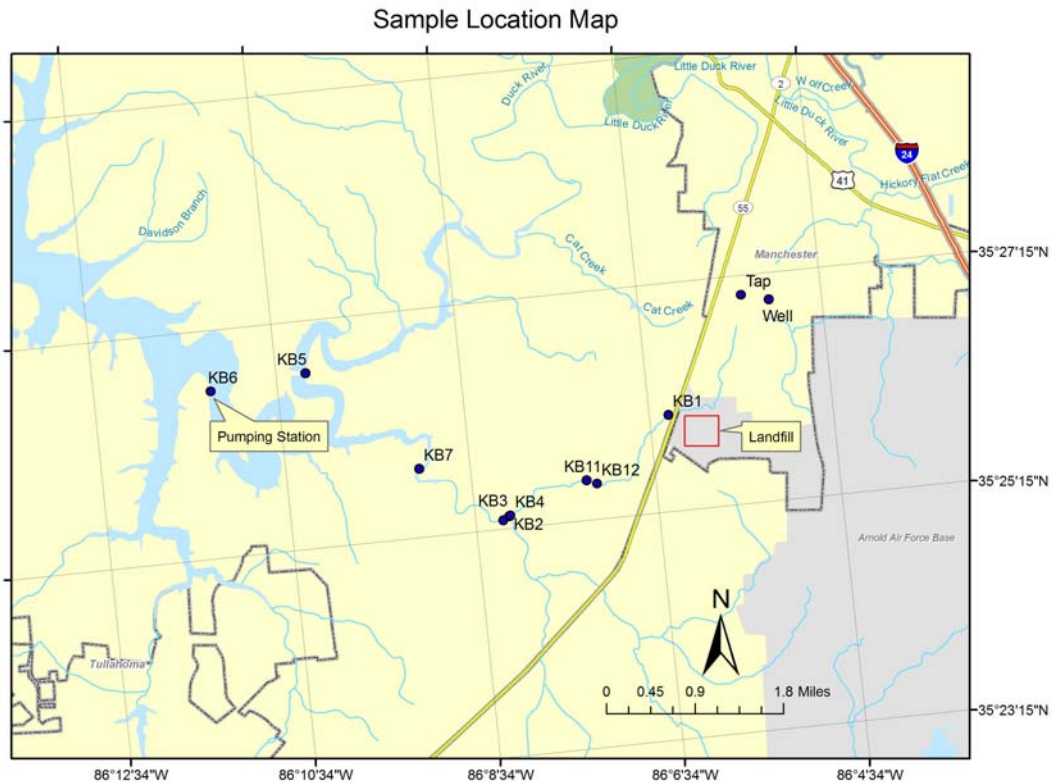 Sample Location Map
Little Duck River
Duck River
2
Wolf Creek
Little Duck River
Little Duck River
24
41
Hickory Flat Creek
Davidson Branch
55
Cat Creek
Manchester
35°27'15"N
Tap
Cat Creek
Well
KB5
KB6
KB1
Pumping Station
Landfill
KB7
KB11
KB12
35°25'15"N
KB3
KB4
KB2
Arnold Air Force Base
N
Tullahoma
0 0.45 0.9 1.8 Miles
35°23'15"N
86°12'34"W 86°10'34"W 86°8'34"W 86°6'34"W 86°4'34"W